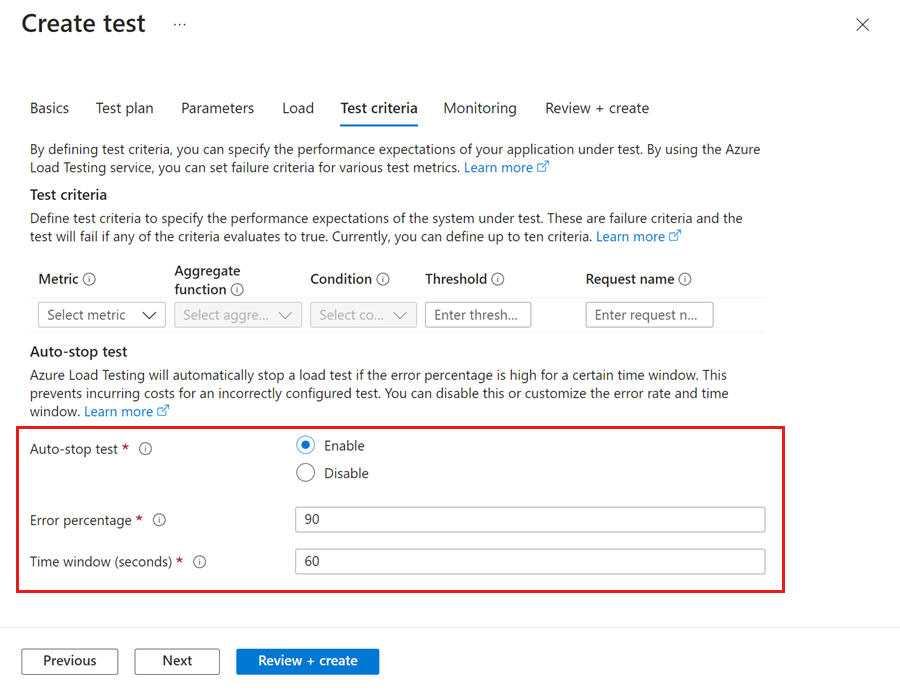 Create test ...
Basics Test plan Parameters Load Test criteria Monitoring Review + create
By defining test criteria, you can specify the performance expectations of your application under test. By using the Azure
Load Testing service, you can set failure criteria for various test metrics. Learn more
Test criteria
Define test criteria to specify the performance expectations of the system under test. These are failure criteria and the
test will fail if any of the criteria evaluates to true. Currently, you can define up to ten criteria. Learn more
Metric Aggregate function Condition Threshold Request name
Select metric Select aggre... Select co... Enter thresh... Enter request n...
Auto-stop test
Azure Load Testing will automatically stop a load test if the error percentage is high for a certain time window. This
prevents incurring costs for an incorrectly configured test. You can disable this or customize the error rate and time
window. Learn more
Auto-stop test * Enable
Disable
Error percentage * 90
Time window (seconds) * 60
Previous Next Review + create